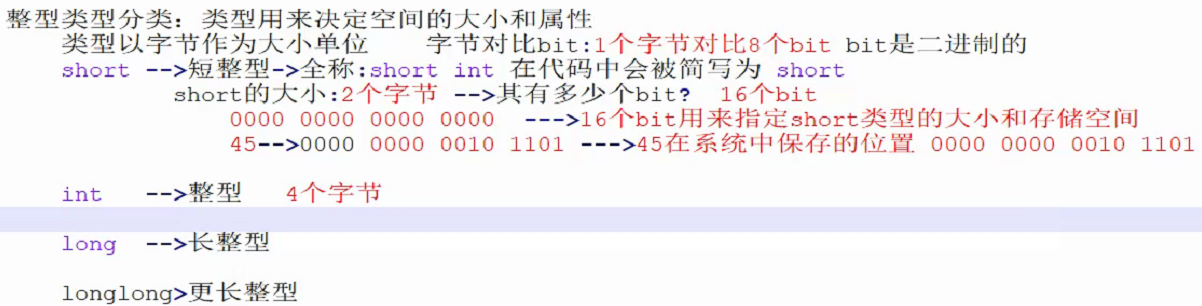 整型类型分类：类型用来决定空间的大小和属性
类型以字节作为大小单位 字节对比bit:1个字节对比8个bit bit是二进制的
short -->短整型->全称:short int 在代码中会被简写为 short
short的大小:2个字节 -->其有多少个bit? 16个bit
0000 0000 0000 0000 --->16个bit用来指定short类型的大小和存储空间
45-->0000 0000 0010 1101 --->45在系统中保存的位置 0000 0000 0010 1101
int -->整型 4个字节
long -->长整型
longlong>更长整型